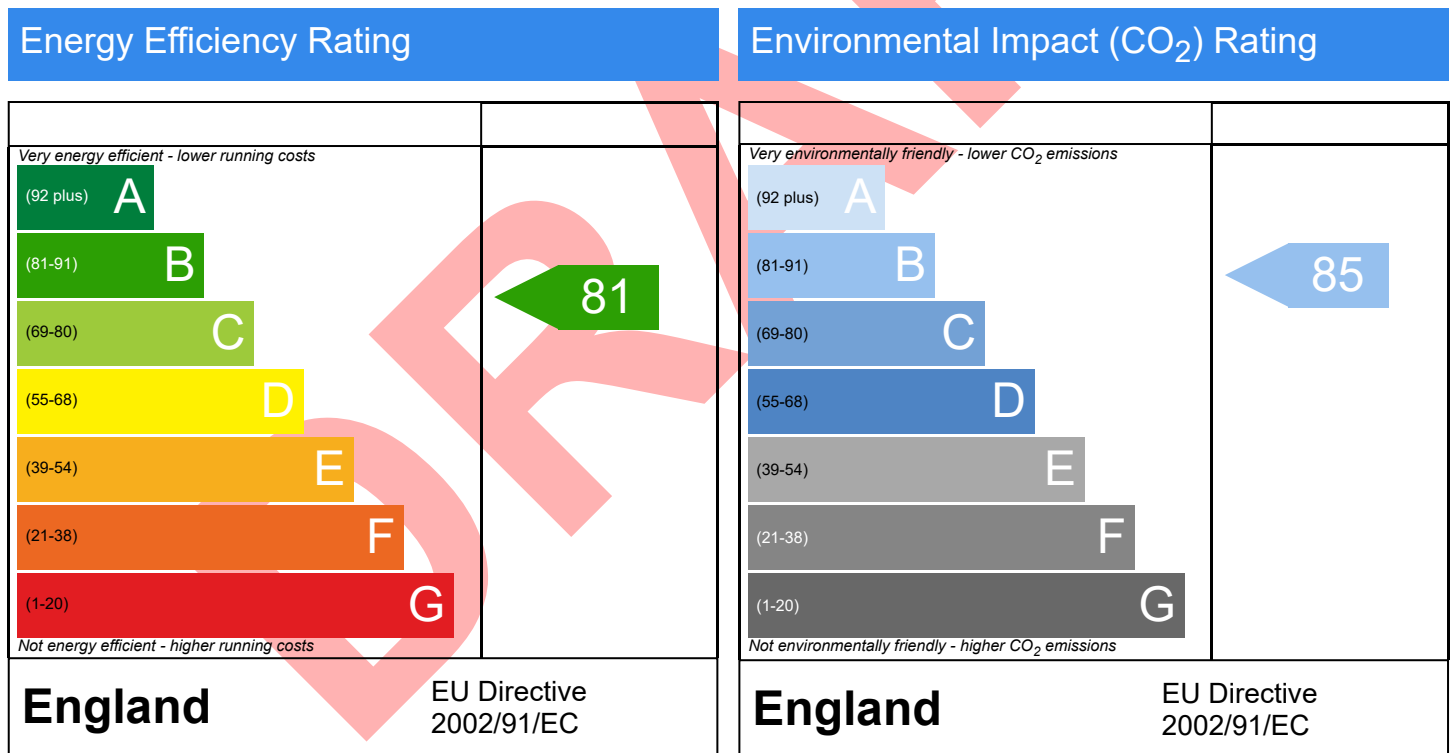 Energy Efficiency Rating
Very energy efficient - lower running costs
(92 plus) A
(81-91) B
(69-80) C
(55-68) D
(39-54) E
(21-38) F
(1-20) G
Not energy efficient - higher running costs
81
England
EU Directive
2002/91/EC
Environmental Impact (CO₂) Rating
Very environmentally friendly - lower CO₂ emissions
(92 plus) A
(81-91) B
(69-80) C
(55-68) D
(39-54) E
(21-38) F
(1-20) G
Not environmentally friendly - higher CO₂ emissions
85
England
EU Directive
2002/91/EC
DRA